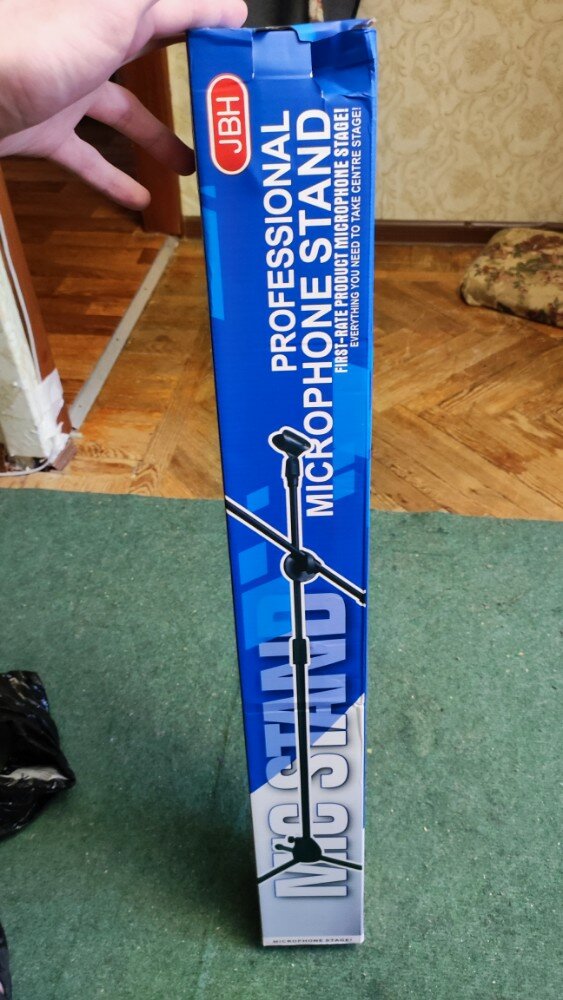 JBH
PROFESSIONAL
MICROPHONE STAND
FIRST-RATE PRODUCT MICROPHONE STAGE!
EVERYTHING YOU NEED TO TAKE CENTRE STAGE!
MIC STAND
MICROPHONE STAGE!